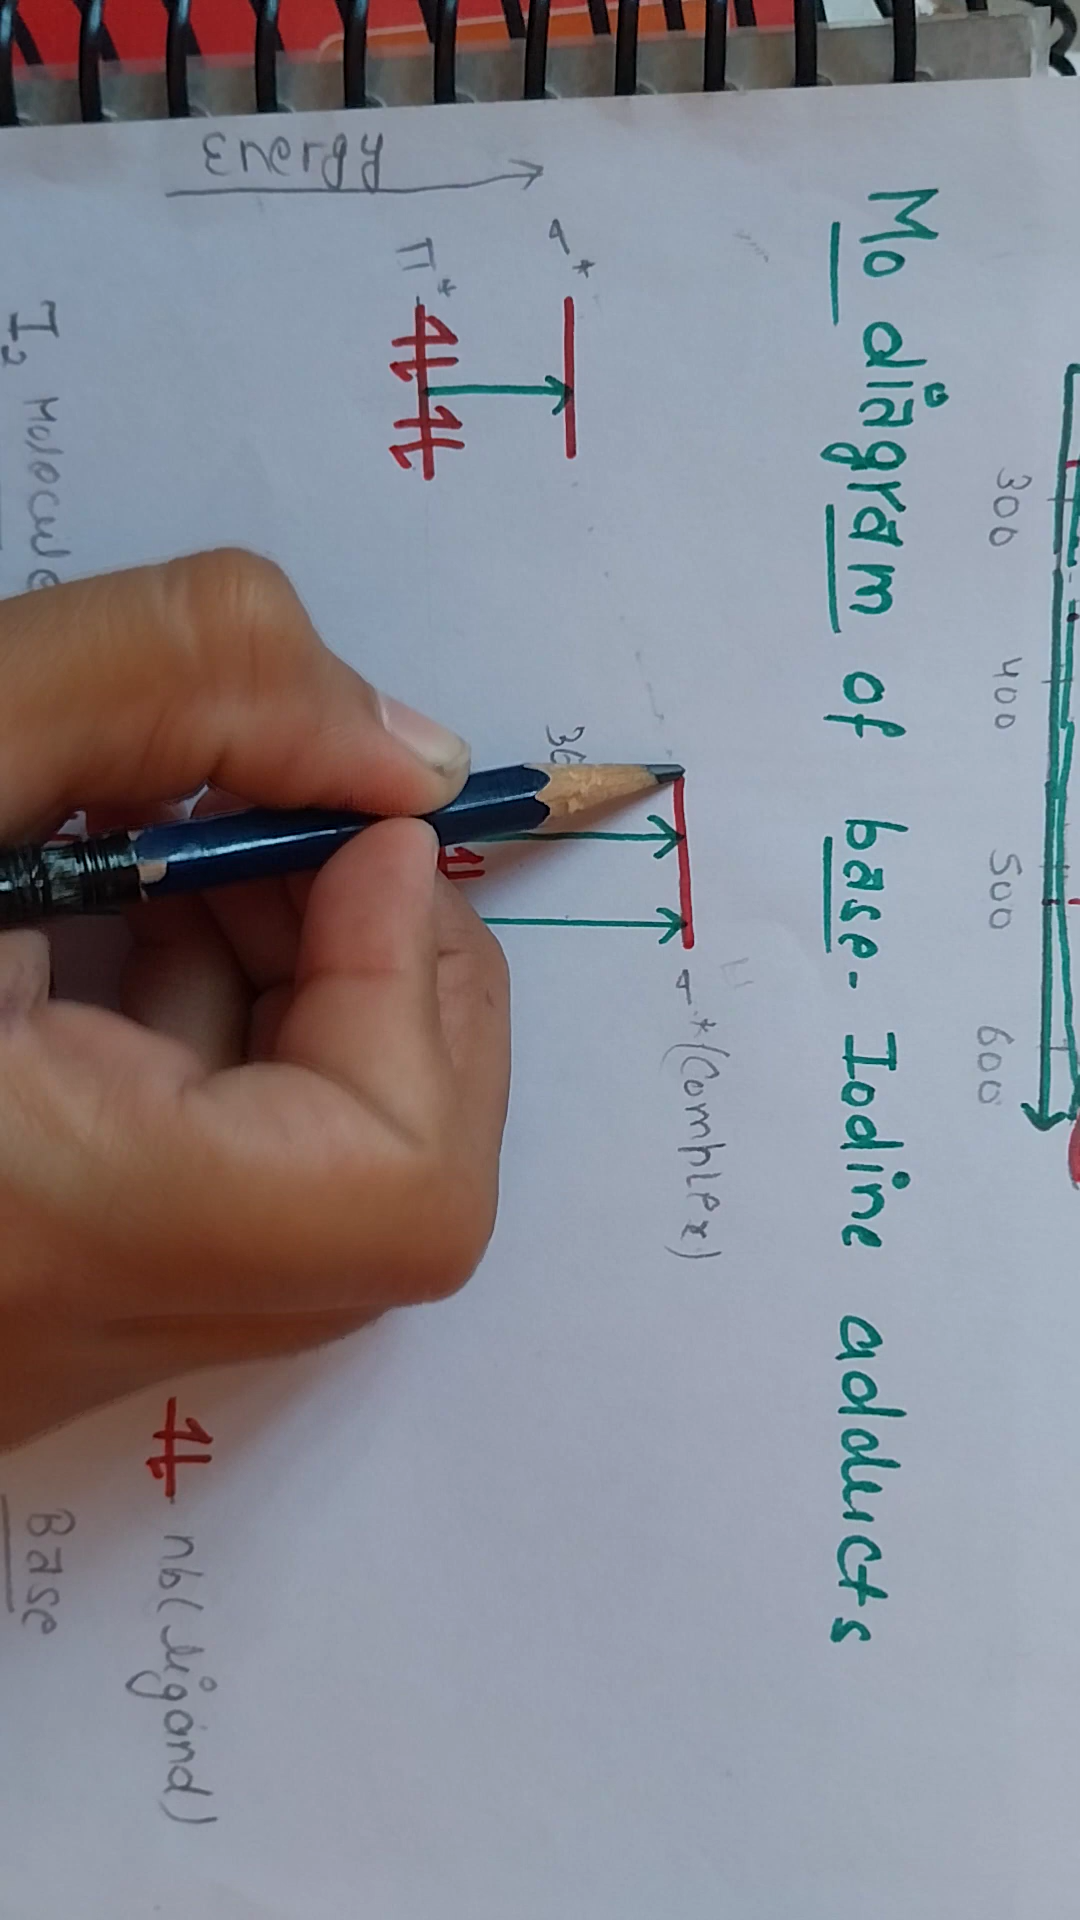 300 400 500 600
Mo diagram of base- Iodine adducts
σ* (Complex)
σ*
π*
Energy
nb(ligand)
I₂ Molecule
Base